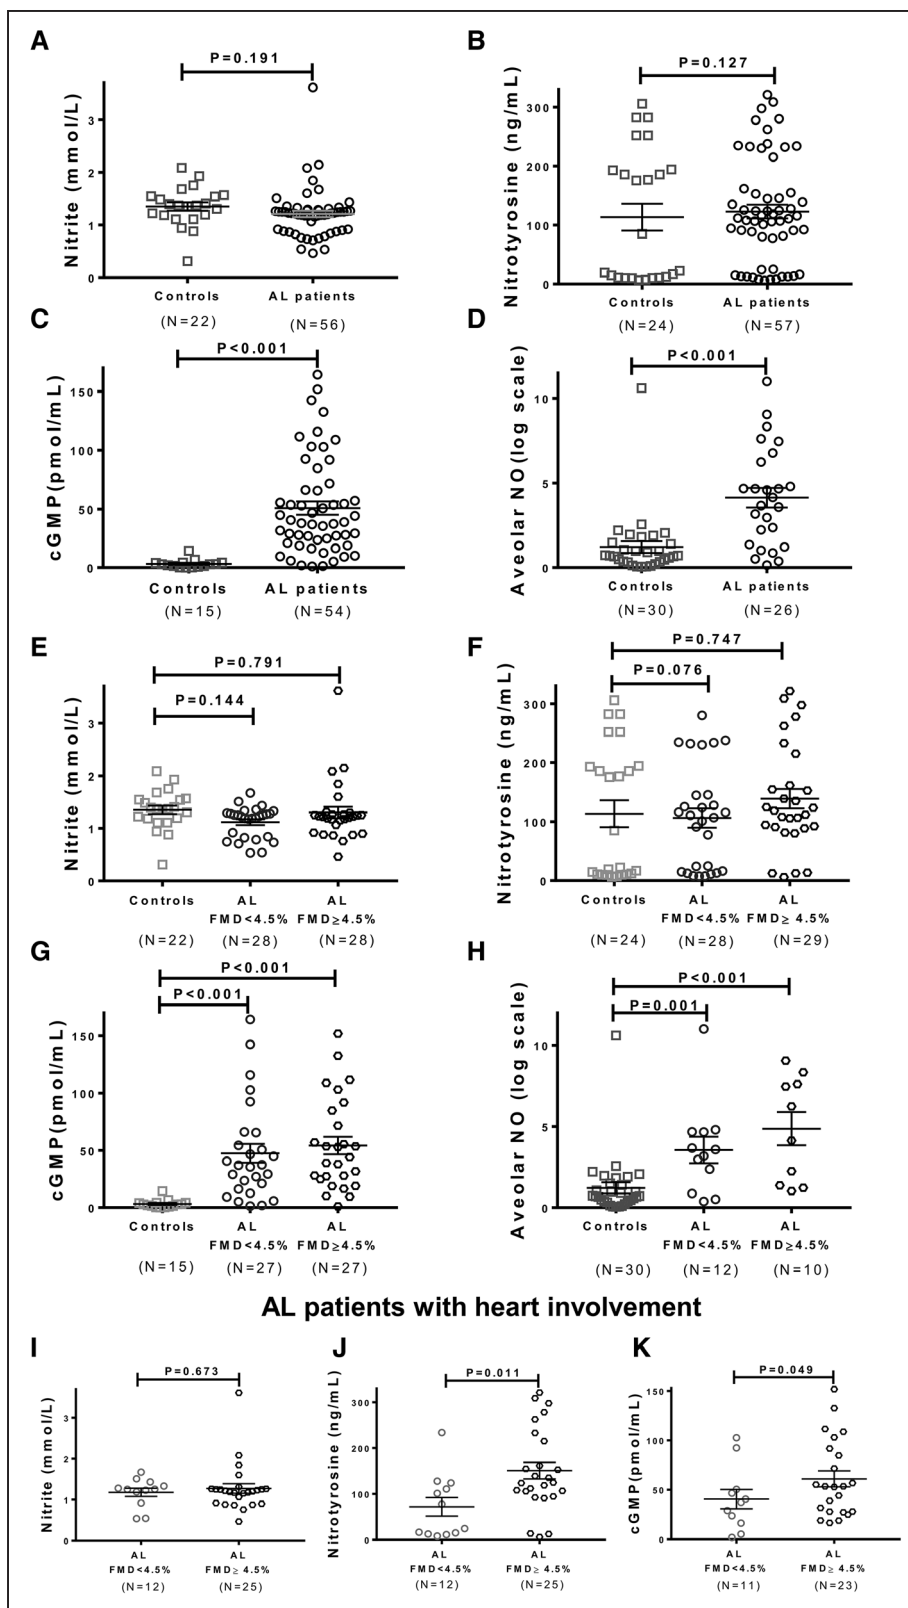 A
P=0.191
Nitrite (mmol/L)
3
2
1
0
Controls
AL patients
(N=22)
(N=56)
B
P=0.127
Nitrotyrosine (ng/mL)
300
200
100
0
Controls
AL patients
(N=24)
(N=57)
C
P<0.001
cGMP(pmol/mL)
150
100
50
0
Controls
AL patients
(N=15)
(N=54)
D
P<0.001
Aveolar NO(log scale)
10
5
0
Controls
AL patients
(N=30)
(N=26)
E
P=0.791
P=0.144
Nitrite (mmol/L)
3
2
1
0
Controls
AL
FMD<4.5%
AL
FMD≥4.5%
(N=22)
(N=28)
(N=28)
F
P=0.747
P=0.076
Nitrotyrosine (ng/mL)
300
200
100
0
Controls
AL
FMD<4.5%
AL
FMD≥ 4.5%
(N=24)
(N=28)
(N=29)
G
P<0.001
P<0.001
cGMP(pmol/mL)
150
100
50
0
Controls
AL
FMD<4.5%
AL
FMD≥4.5%
(N=15)
(N=27)
(N=27)
H
P<0.001
P=0.001
Aveolar NO (log scale)
10
5
0
Controls
AL
FMD<4.5%
AL
FMD≥4.5%
(N=30)
(N=12)
(N=10)
AL patients with heart involvement
I
P=0.673
Nitrite (mmol/L)
3
2
1
0
AL
FMD<4.5%
AL
FMD≥ 4.5%
(N=12)
(N=25)
J
P=0.011
Nitrotyrosine (ng/mL)
300
200
100
0
AL
FMD<4.5%
AL
FMD≥ 4.5%
(N=12)
(N=25)
K
P=0.049
cGMP(pmol/mL)
150
100
50
0
AL
FMD<4.5%
AL
FMD≥ 4.5%
(N=11)
(N=23)